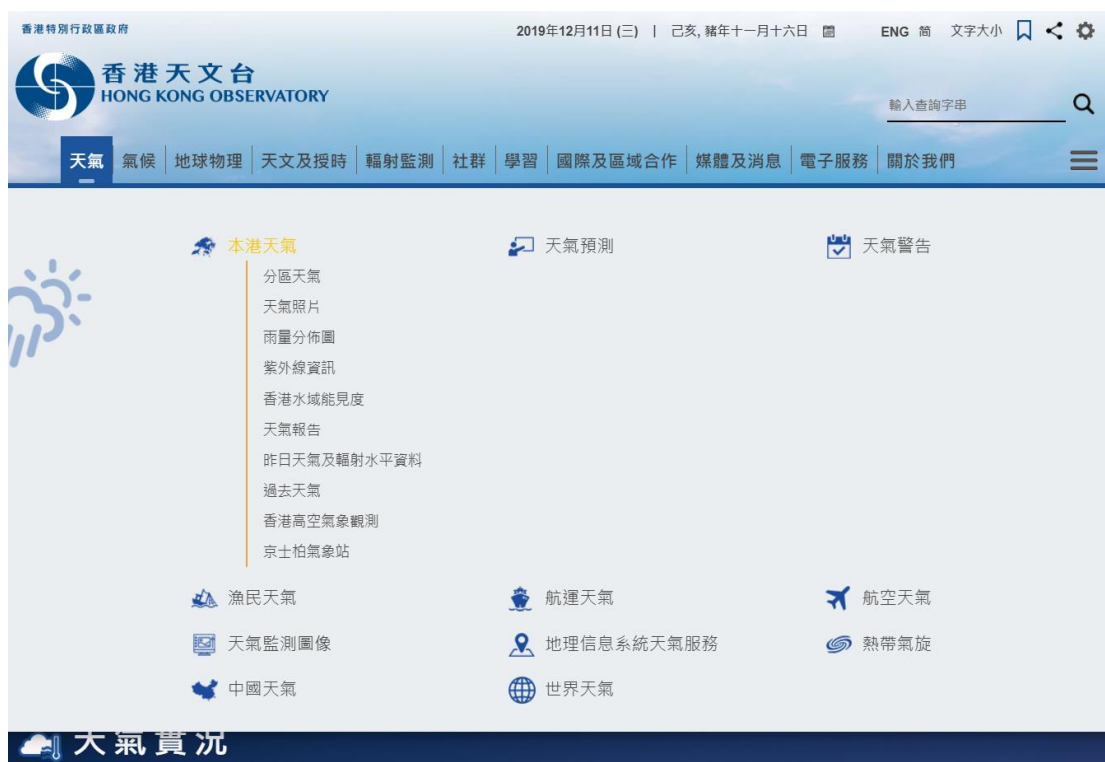 香港特別行政區政府
2019年12月11日 (三) | 己亥, 豬年十一月十六日 ENG 简 文字大小
香港天文台
HONG KONG OBSERVATORY
輸入查詢字串
天氣 氣候 地球物理 天文及授時 輻射監測 社群 學習 國際及區域合作 媒體及消息 電子服務 關於我們
本港天氣 天氣預測 天氣警告
分區天氣
天氣照片
雨量分佈圖
紫外線資訊
香港水域能見度
天氣報告
昨日天氣及輻射水平資料
過去天氣
香港高空氣象觀測
京士柏氣象站
漁民天氣 航運天氣 航空天氣
天氣監測圖像 地理信息系統天氣服務 熱帶氣旋
中國天氣 世界天氣
天氣實況